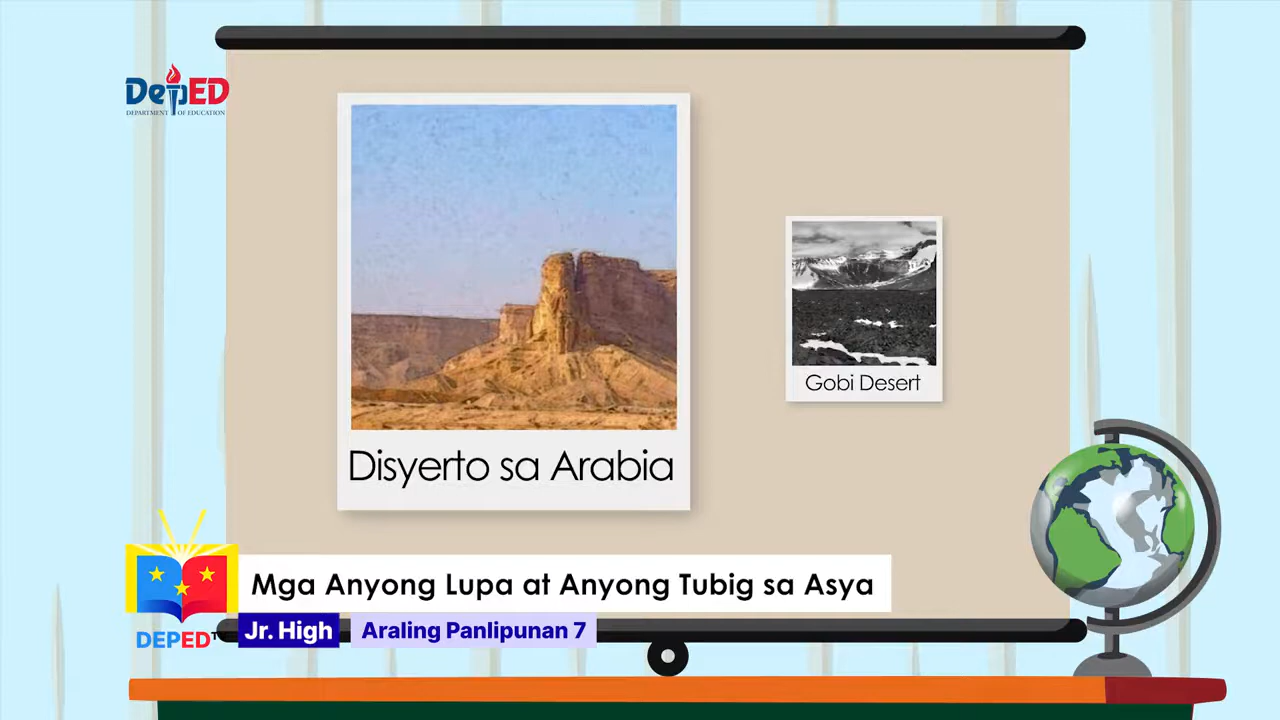 DepED
DEPARTMENT OF EDUCATION
Disyerto sa Arabia
Gobi Desert
Mga Anyong Lupa at Anyong Tubig sa Asya
Jr. High
Araling Panlipunan 7
DEPED